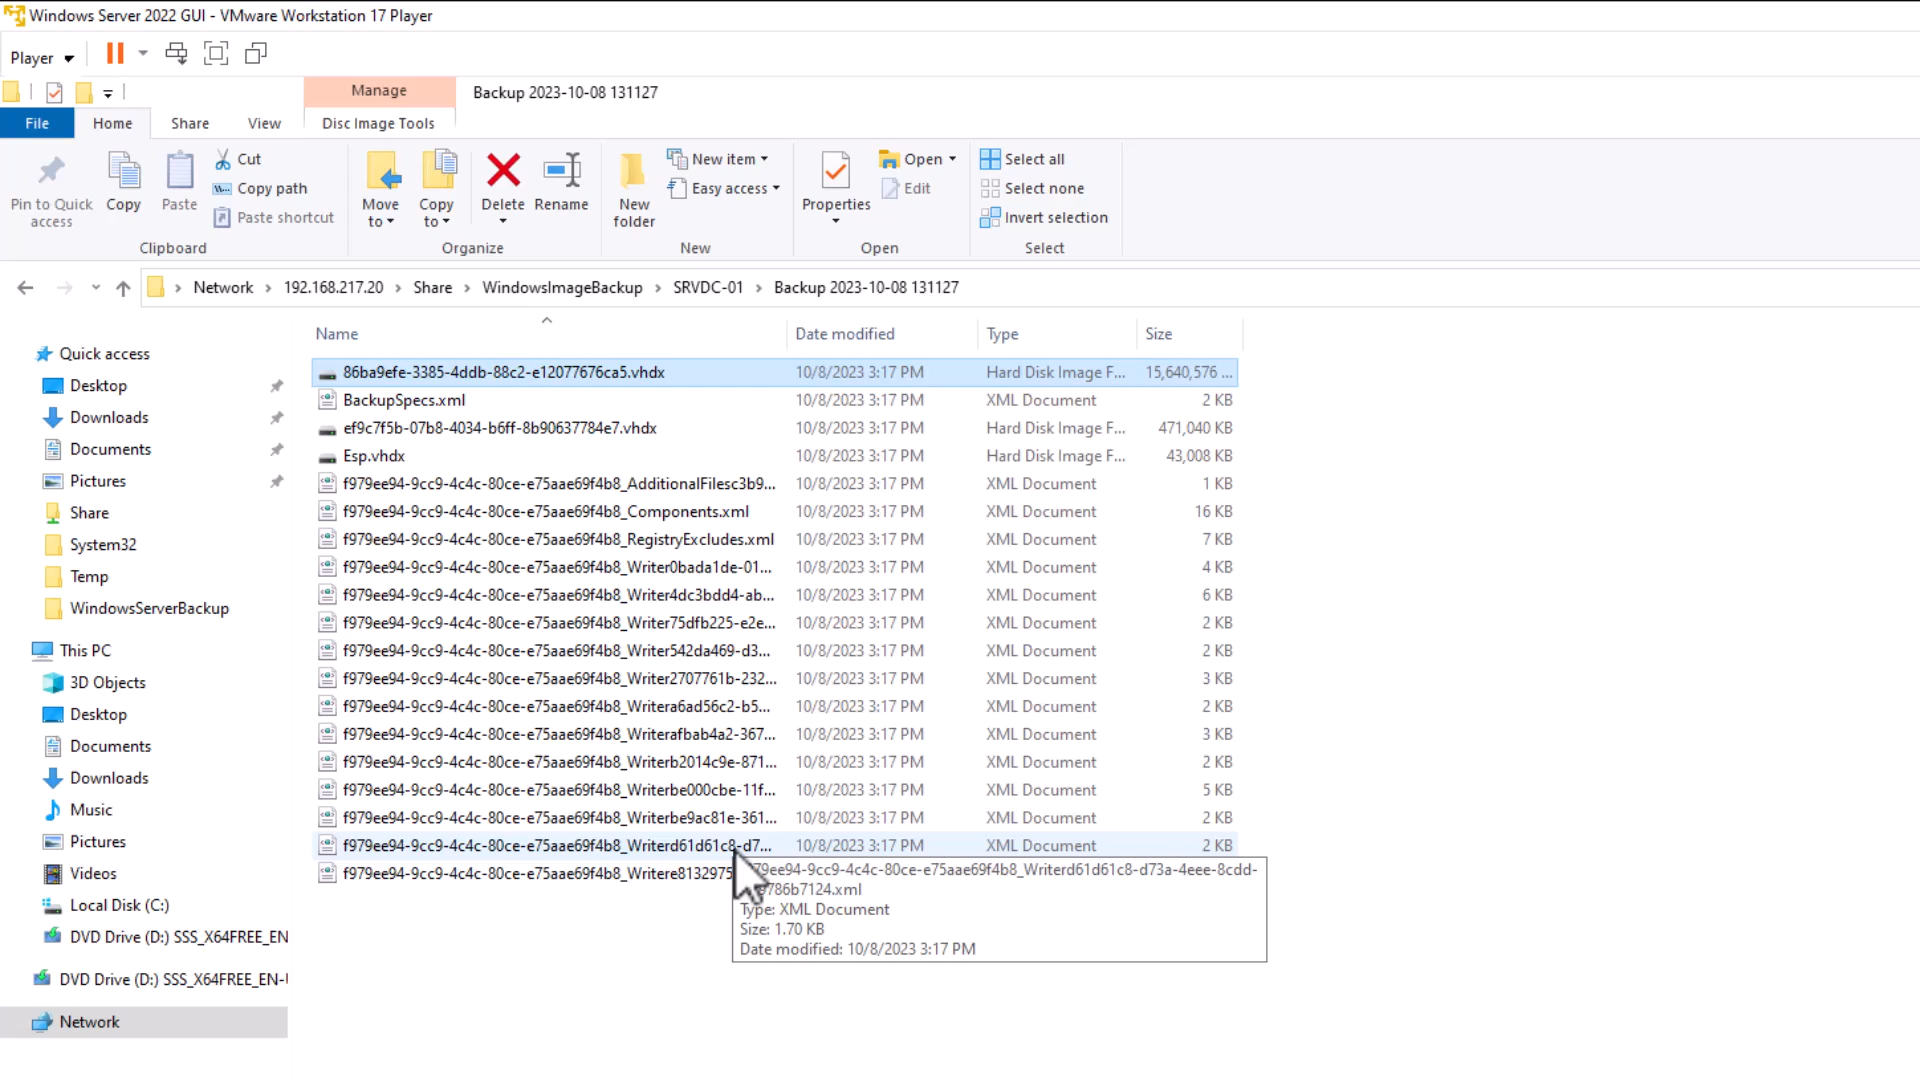 Windows Server 2022 GUI - VMware Workstation 17 Player
Player
Manage
Backup 2023-10-08 131127
File
Home
Share
View
Disc Image Tools
Pin to Quick access
Copy
Paste
Cut
Copy path
Paste shortcut
Move to
Copy to
Delete
Rename
New folder
New item
Easy access
Properties
Open
Edit
Select all
Select none
Invert selection
Clipboard
Organize
New
Open
Select
Network
192.168.217.20
Share
WindowsImageBackup
SRVDC-01
Backup 2023-10-08 131127
Name
Date modified
Type
Size
Quick access
Desktop
Downloads
Documents
Pictures
Share
System32
Temp
WindowsServerBackup
This PC
3D Objects
Desktop
Documents
Downloads
Music
Pictures
Videos
Local Disk (C:)
DVD Drive (D:) SSS_X64FREE_EN
DVD Drive (D:) SSS_X64FREE_EN-
Network
86ba9efe-3385-4ddb-88c2-e12077676ca5.vhdx 10/8/2023 3:17 PM Hard Disk Image F... 15,640,576 ...
BackupSpecs.xml 10/8/2023 3:17 PM XML Document 2 KB
ef9c7f5b-07b8-4034-b6ff-8b90637784e7.vhdx 10/8/2023 3:17 PM Hard Disk Image F... 471,040 KB
Esp.vhdx 10/8/2023 3:17 PM Hard Disk Image F... 43,008 KB
f979ee94-9cc9-4c4c-80ce-e75aae69f4b8_AdditionalFilesc3b9... 10/8/2023 3:17 PM XML Document 1 KB
f979ee94-9cc9-4c4c-80ce-e75aae69f4b8_Components.xml 10/8/2023 3:17 PM XML Document 16 KB
f979ee94-9cc9-4c4c-80ce-e75aae69f4b8_RegistryExcludes.xml 10/8/2023 3:17 PM XML Document 7 KB
f979ee94-9cc9-4c4c-80ce-e75aae69f4b8_Writer0bada1de-01... 10/8/2023 3:17 PM XML Document 4 KB
f979ee94-9cc9-4c4c-80ce-e75aae69f4b8_Writer4dc3bdd4-ab... 10/8/2023 3:17 PM XML Document 6 KB
f979ee94-9cc9-4c4c-80ce-e75aae69f4b8_Writer75dfb225-e2e... 10/8/2023 3:17 PM XML Document 2 KB
f979ee94-9cc9-4c4c-80ce-e75aae69f4b8_Writer542da469-d3... 10/8/2023 3:17 PM XML Document 2 KB
f979ee94-9cc9-4c4c-80ce-e75aae69f4b8_Writer2707761b-232... 10/8/2023 3:17 PM XML Document 3 KB
f979ee94-9cc9-4c4c-80ce-e75aae69f4b8_Writera6ad56c2-b5... 10/8/2023 3:17 PM XML Document 2 KB
f979ee94-9cc9-4c4c-80ce-e75aae69f4b8_Writerafbab4a2-367... 10/8/2023 3:17 PM XML Document 3 KB
f979ee94-9cc9-4c4c-80ce-e75aae69f4b8_Writerb2014c9e-871... 10/8/2023 3:17 PM XML Document 2 KB
f979ee94-9cc9-4c4c-80ce-e75aae69f4b8_Writerbe000cbe-11f... 10/8/2023 3:17 PM XML Document 5 KB
f979ee94-9cc9-4c4c-80ce-e75aae69f4b8_Writerbe9ac81e-361... 10/8/2023 3:17 PM XML Document 2 KB
f979ee94-9cc9-4c4c-80ce-e75aae69f4b8_Writerd61d61c8-d7... 10/8/2023 3:17 PM XML Document 2 KB
f979ee94-9cc9-4c4c-80ce-e75aae69f4b8_Writere8132975
79ee94-9cc9-4c4c-80ce-e75aae69f4b8_Writerd61d61c8-d73a-4eee-8cdd-
9786b7124.xml
Type: XML Document
Size: 1.70 KB
Date modified: 10/8/2023 3:17 PM